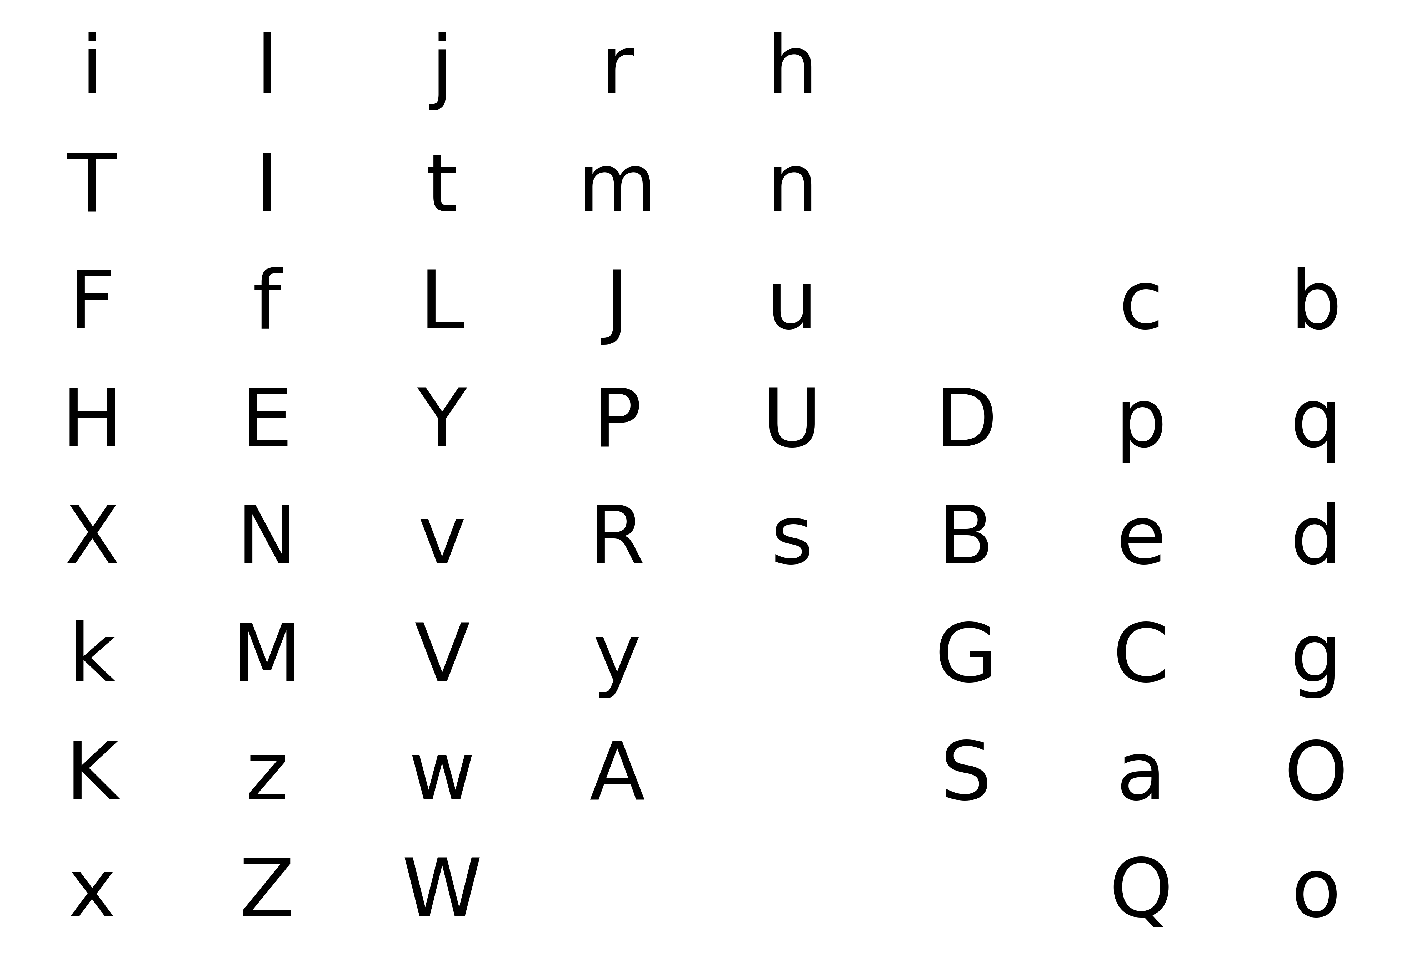 i l j r h
T I t m n
F f L J u c b
H E Y P U D p q
X N v R s B e d
k M V y G C g
K z w A S a O
x Z W Q o